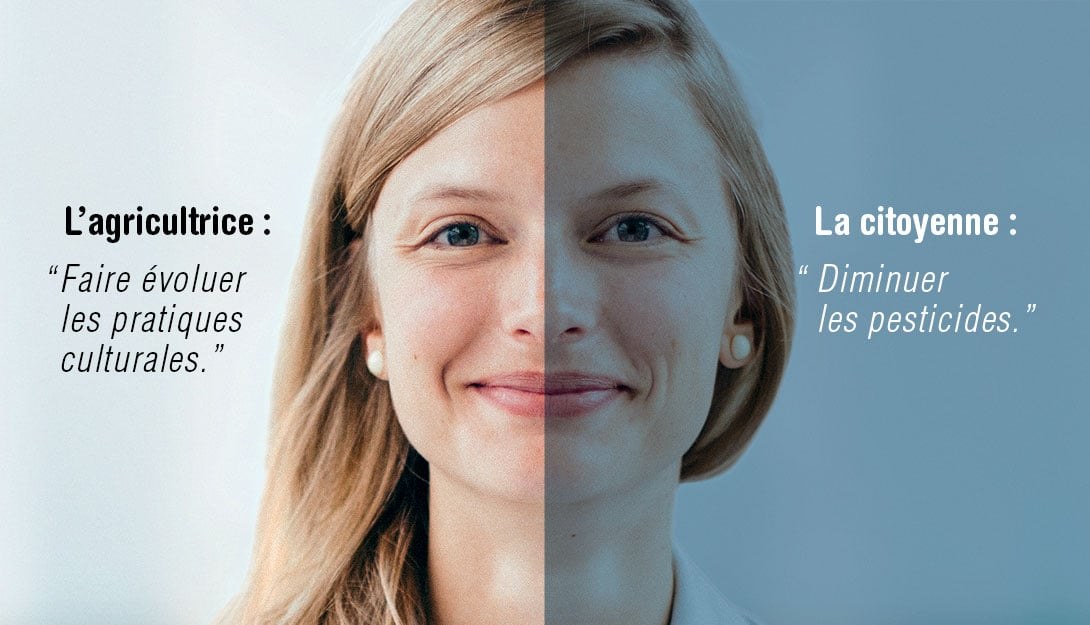 L’agricultrice :
“ Faire évoluer
les pratiques
culturales. ”
La citoyenne :
“ Diminuer
les pesticides. ”